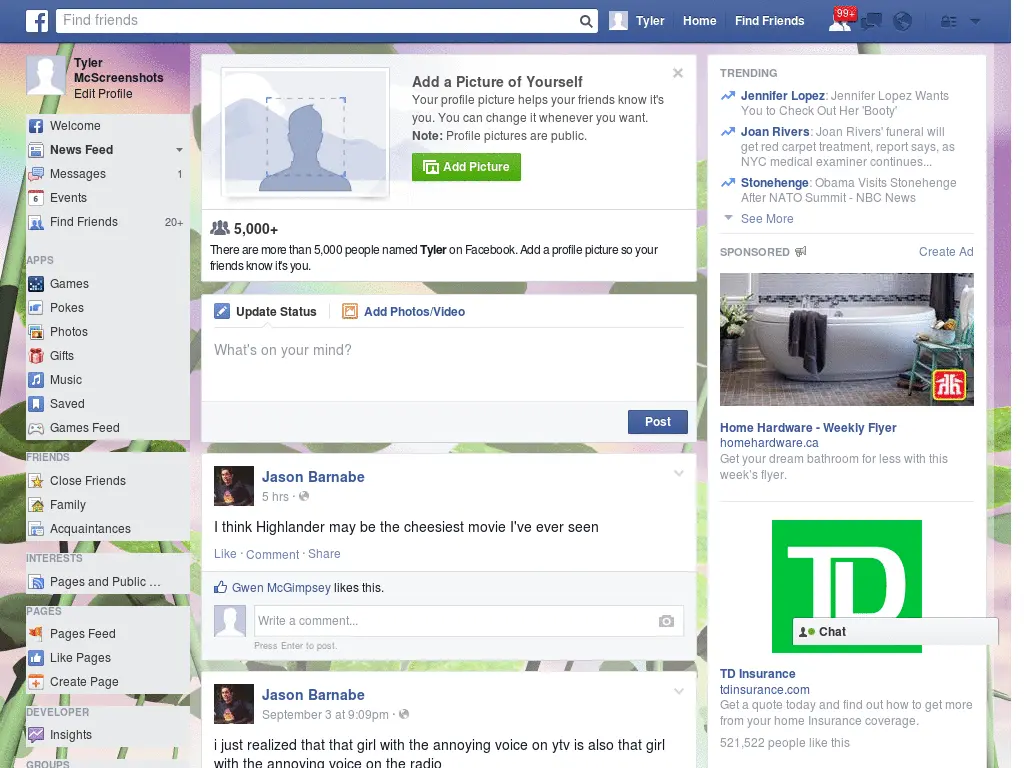 Find friends
Tyler
Home
Find Friends
99+
Tyler
McScreenshots
Edit Profile
Welcome
News Feed
Messages
1
6
Events
Find Friends
20+
APPS
Games
Pokes
Photos
Gifts
Music
Saved
Games Feed
FRIENDS
Close Friends
Family
Acquaintances
INTERESTS
Pages and Public ...
PAGES
Pages Feed
Like Pages
Create Page
DEVELOPER
Insights
GROUPS
Add a Picture of Yourself
Your profile picture helps your friends know it's
you. You can change it whenever you want.
Note: Profile pictures are public.
Add Picture
5,000+
There are more than 5,000 people named Tyler on Facebook. Add a profile picture so your
friends know it's you.
Update Status
Add Photos/Video
What's on your mind?
Post
Jason Barnabe
5 hrs ·
I think Highlander may be the cheesiest movie I've ever seen
Like · Comment · Share
Gwen McGimpsey likes this.
Write a comment...
Press Enter to post.
Jason Barnabe
September 3 at 9:09pm ·
i just realized that that girl with the annoying voice on ytv is also that girl
with the annoying voice on the radio
TRENDING
Jennifer Lopez: Jennifer Lopez Wants
You to Check Out Her 'Booty'
Joan Rivers: Joan Rivers' funeral will
get red carpet treatment, report says, as
NYC medical examiner continues...
Stonehenge: Obama Visits Stonehenge
After NATO Summit - NBC News
See More
SPONSORED
Create Ad
Home Hardware - Weekly Flyer
homehardware.ca
Get your dream bathroom for less with this
week's flyer.
TD
Chat
TD Insurance
tdinsurance.com
Get a quote today and find out how to get more
from your home Insurance coverage.
521,522 people like this